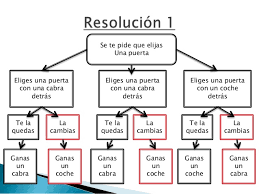 Resolución 1
Se te pide que elijas
Una puerta
Eliges una puerta
con una cabra
detrás
Eliges una puerta
con una cabra
detrás
Eliges una puerta
con un coche
detrás
Te la
quedas
La
cambias
Te la
quedas
La
cambias
Te la
quedas
La
cambias
Ganas
un
cabra
Ganas
un
coche
Ganas
un
cabra
Ganas
un
coche
Ganas
un
coche
Ganas
un
cabra